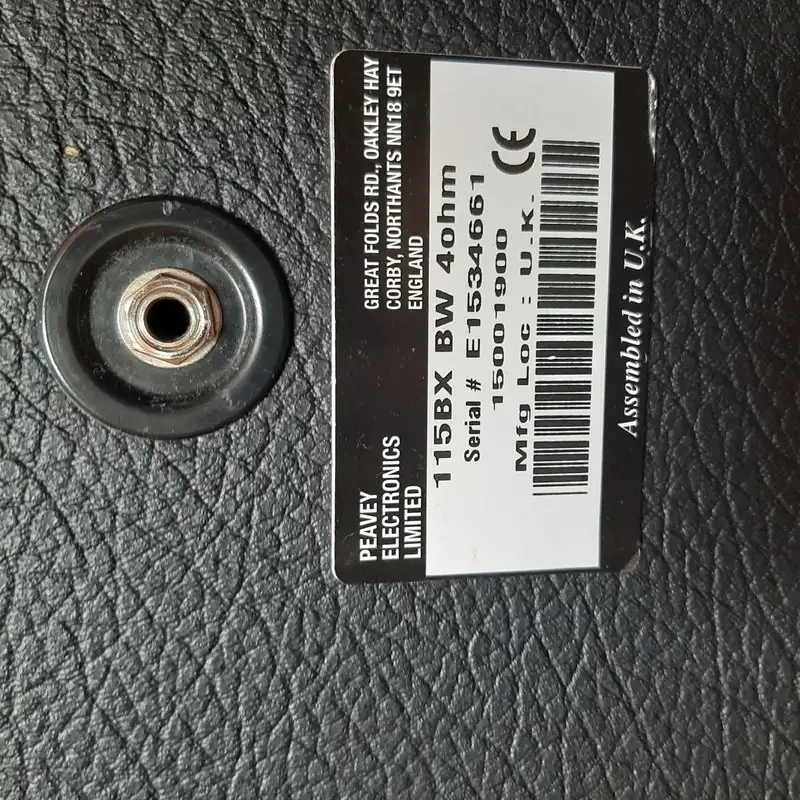 PEAVEY
ELECTRONICS
LIMITED
GREAT FOLDS RD., OAKLEY HAY
CORBY, NORTHANTS NN18 9ET
ENGLAND
115BX BW 4ohm
Serial # E1534661
15001900
Mfg Loc : U.K.
CE
Assembled in U.K.